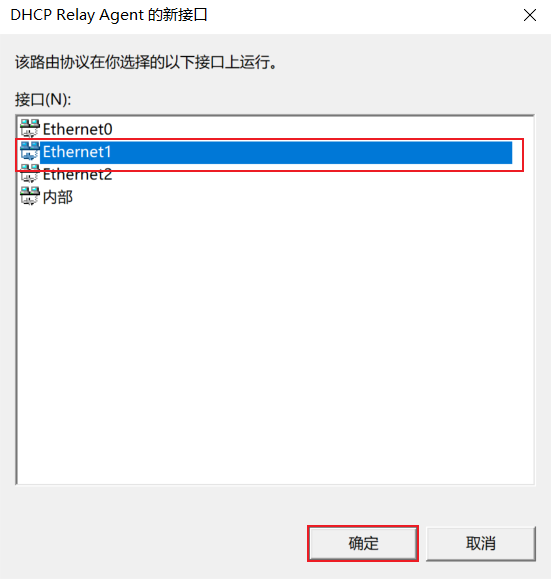 DHCP Relay Agent 的新接口
该路由协议在你选择的以下接口上运行。
接口(N):
Ethernet0
Ethernet1
Ethernet2
内部
确定
取消